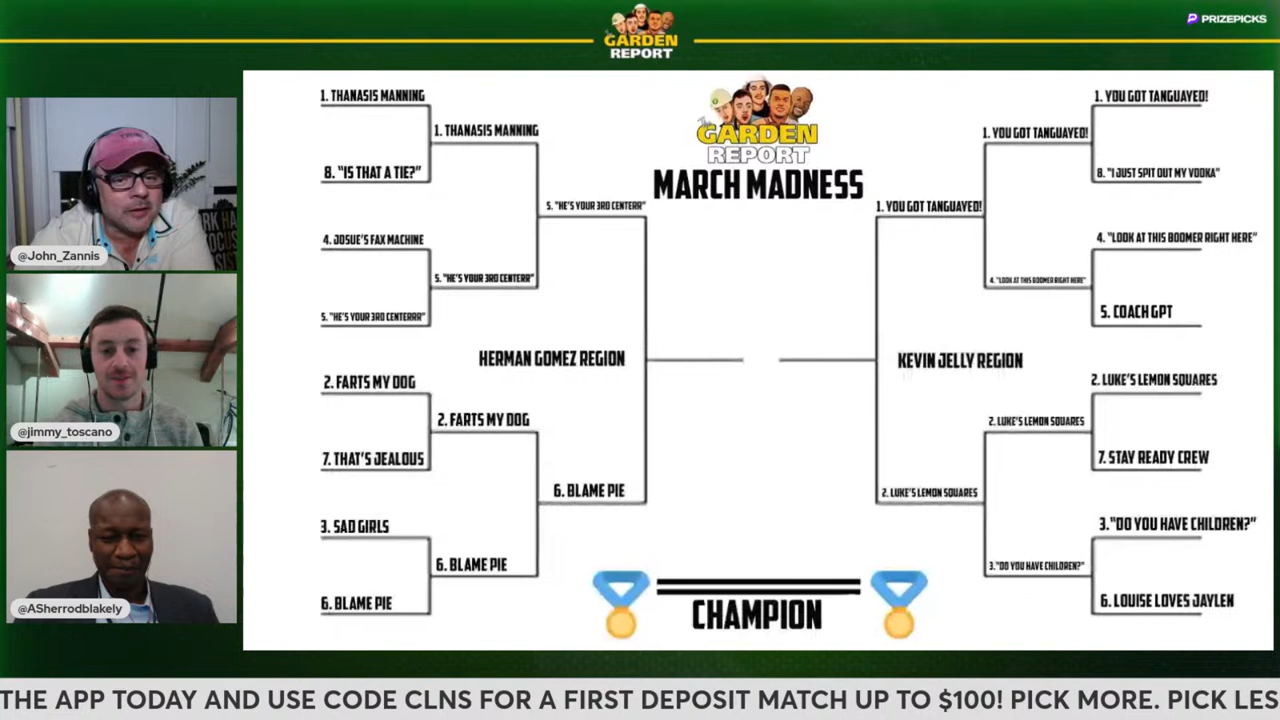 The
GARDEN
REPORT
PRIZEPICKS
@John_Zannis
@jimmy_toscano
@ASherrodblakely
The
GARDEN
REPORT
MARCH MADNESS
1. THANASIS MANNING
8. "IS THAT A TIE?"
4. JOSUE'S FAX MACHINE
5. "HE'S YOUR 3RD CENTERRR"
2. FARTS MY DOG
7. THAT'S JEALOUS
3. SAD GIRLS
6. BLAME PIE
1. THANASIS MANNING
5. "HE'S YOUR 3RD CENTERR"
2. FARTS MY DOG
6. BLAME PIE
5. "HE'S YOUR 3RD CENTERR"
6. BLAME PIE
HERMAN GOMEZ REGION
KEVIN JELLY REGION
1. YOU GOT TANGUAYED!
2. LUKE'S LEMON SQUARES
1. YOU GOT TANGUAYED!
4. "LOOK AT THIS BOOMER RIGHT HERE"
2. LUKE'S LEMON SQUARES
3. "DO YOU HAVE CHILDREN?"
1. YOU GOT TANGUAYED!
8. "I JUST SPIT OUT MY VODKA"
4. "LOOK AT THIS BOOMER RIGHT HERE"
5. COACH GPT
2. LUKE'S LEMON SQUARES
7. STAY READY CREW
3."DO YOU HAVE CHILDREN?"
6. LOUISE LOVES JAYLEN
CHAMPION
THE APP TODAY AND USE CODE CLNS FOR A FIRST DEPOSIT MATCH UP TO $100! PICK MORE. PICK LES